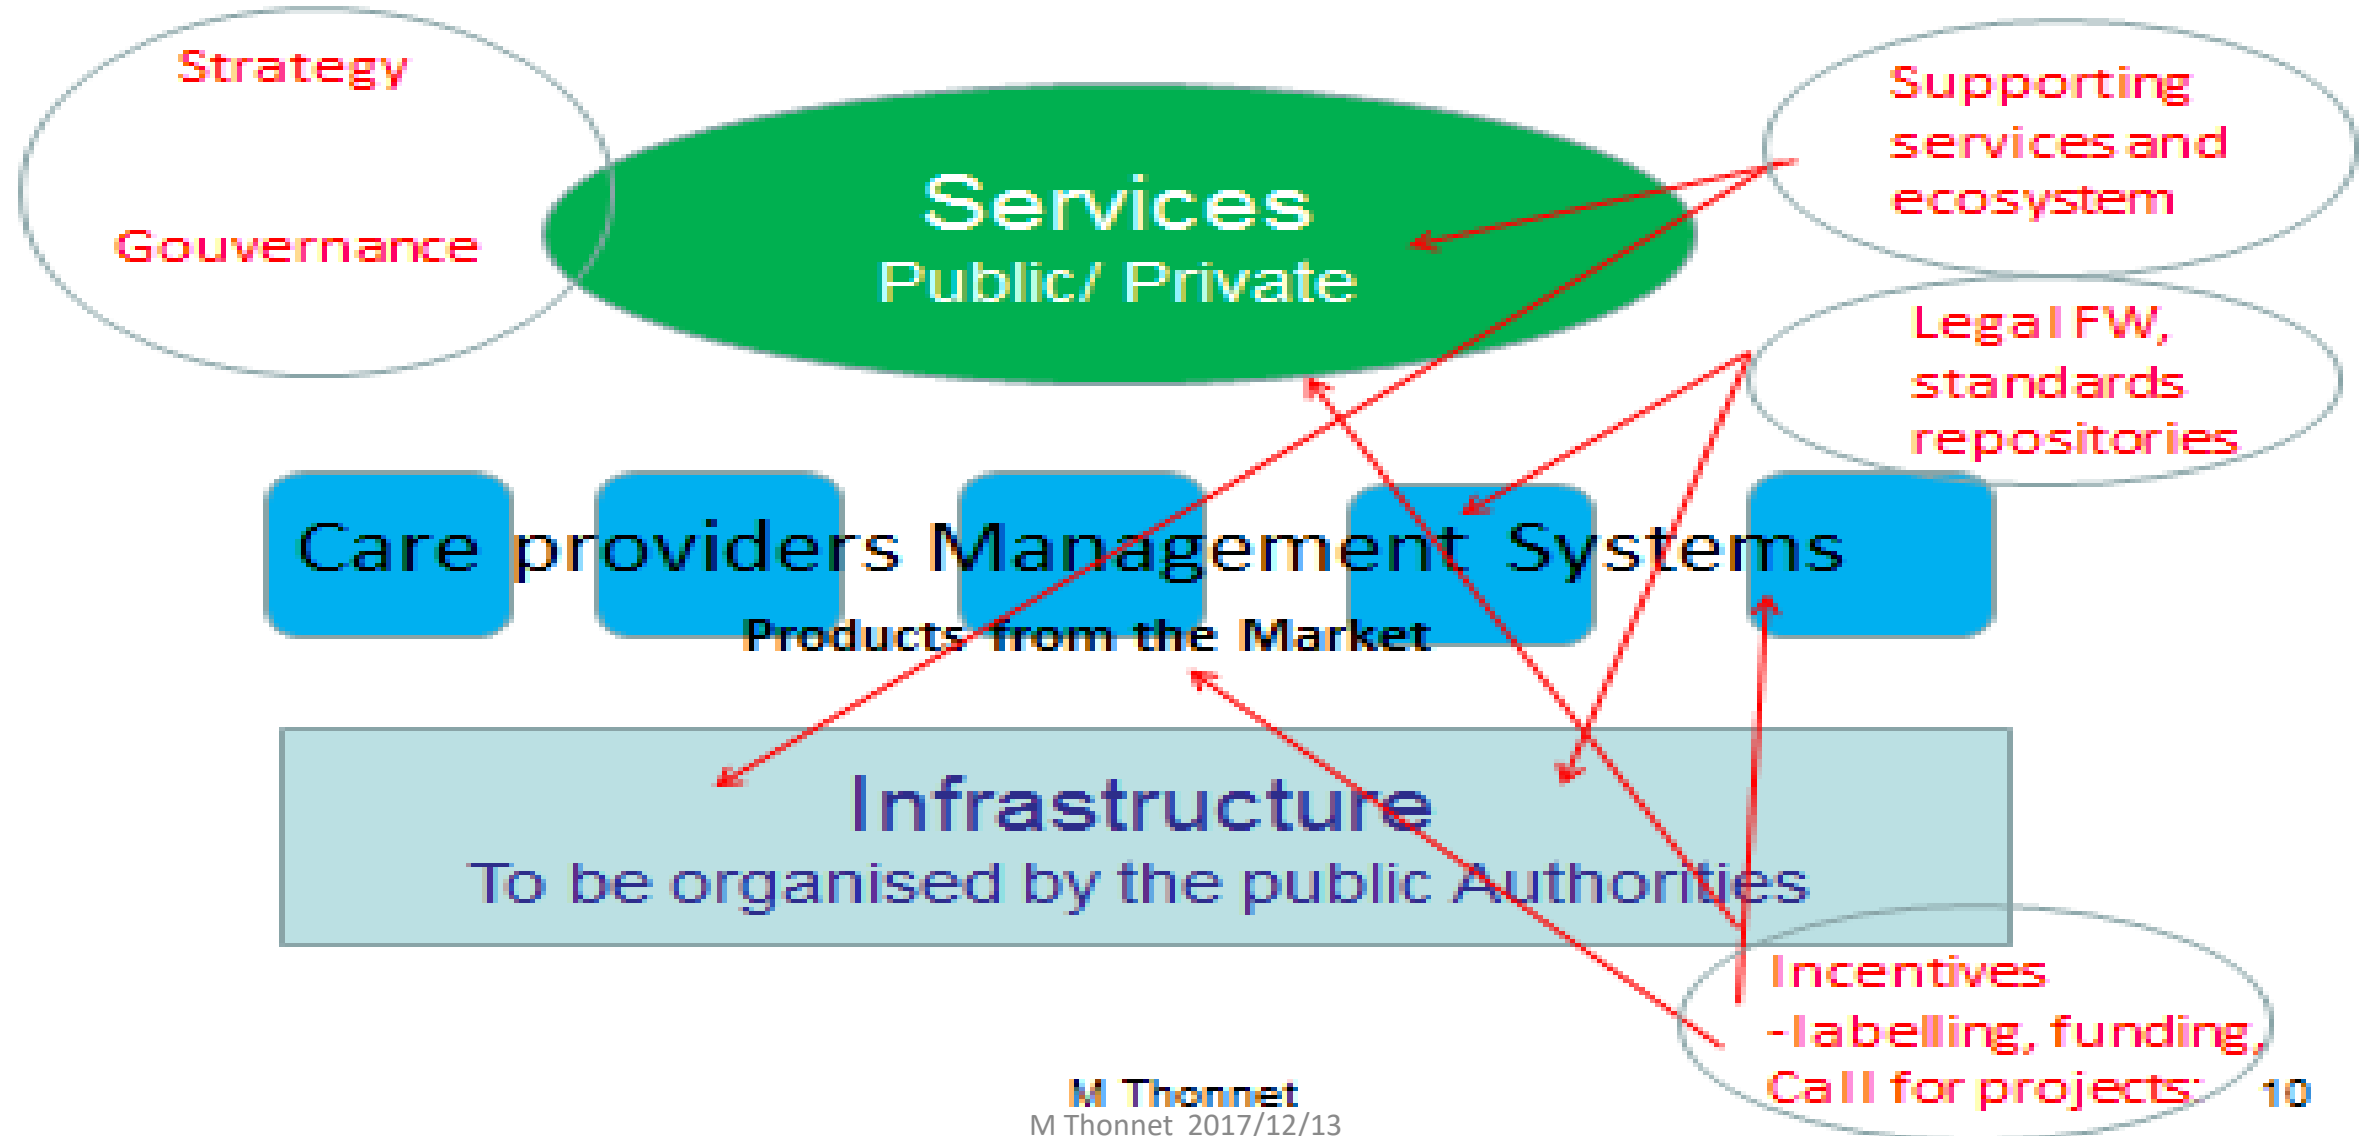 Strategy
Gouvernance
Services
Public/ Private
Supporting
services and
ecosystem
Legal FW,
standards
repositories
Care providers Management Systems
Products from the Market
Infrastructure
To be organised by the public Authorities
Incentives
-labelling, funding,
Call for projects:
M Thonnet
10
M Thonnet 2017/12/13